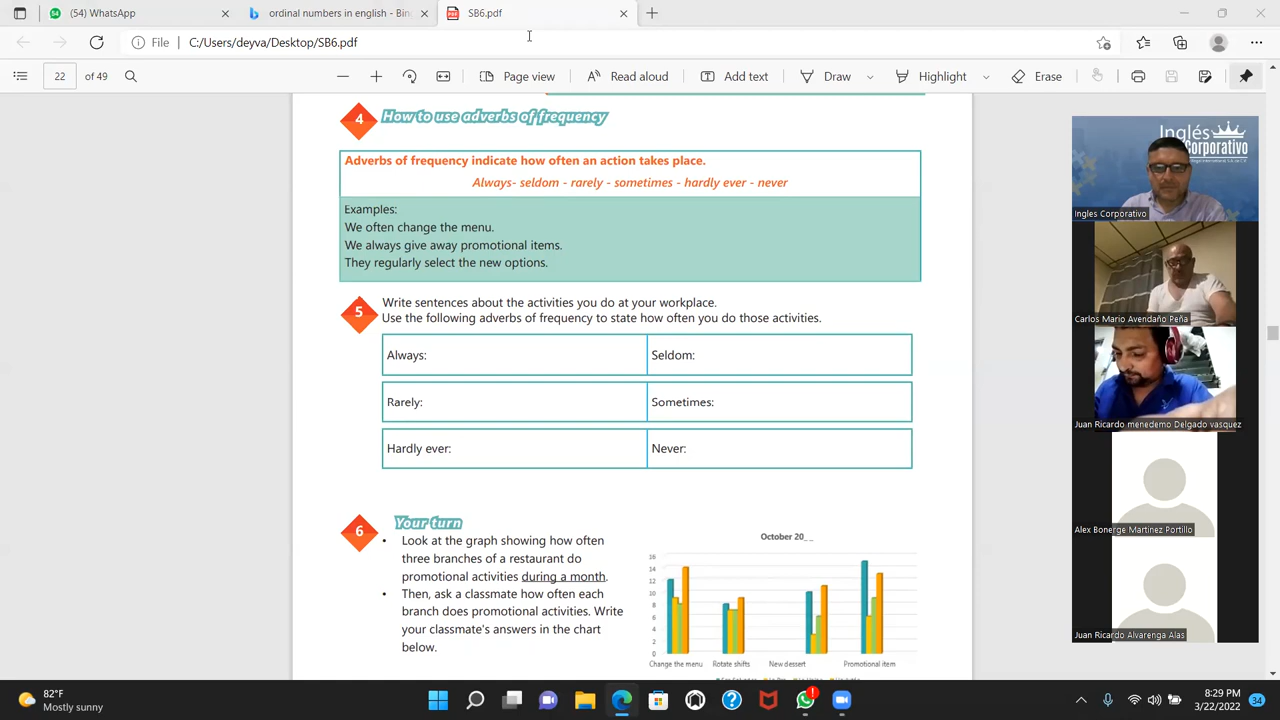 (54) WhatsApp
ordinal numbers in english - Bing
SB6.pdf
File
C:/Users/deyva/Desktop/SB6.pdf
22 of 49
Page view
Read aloud
Add text
Draw
Highlight
Erase
4 How to use adverbs of frequency
Adverbs of frequency indicate how often an action takes place.
Always- seldom - rarely - sometimes - hardly ever - never
Examples:
We often change the menu.
We always give away promotional items.
They regularly select the new options.
5 Write sentences about the activities you do at your workplace.
Use the following adverbs of frequency to state how often you do those activities.
Always: Seldom:
Rarely: Sometimes:
Hardly ever: Never:
6 Your turn
• Look at the graph showing how often
three branches of a restaurant do
promotional activities during a month.
• Then, ask a classmate how often each
branch does promotional activities. Write
your classmate's answers in the chart
below.
October 20_ _
16
14
12
10
8
6
4
2
0
Change the menu Rotate shifts New dessert Promotional item
Inglés
Corporativo
Ingles Corporativo
Carlos Mario Avendaño Peña
Juan Ricardo menedemo Delgado vasquez
Alex Bonerge Martinez Portillo
Juan Ricardo Alvarenga Alas
82°F
Mostly sunny
8:29 PM
3/22/2022
34